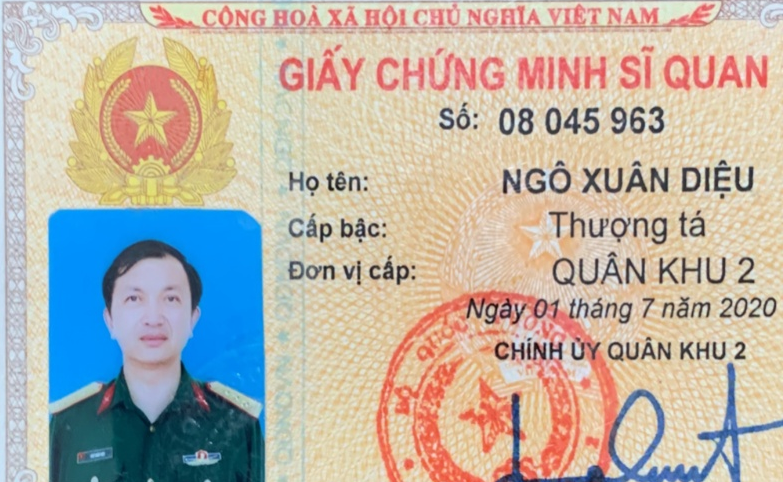 CỘNG HOÀ XÃ HỘI CHỦ NGHĨA VIỆT NAM
GIẤY CHỨNG MINH SĨ QUAN
Số: 08 045 963
Họ tên: NGÔ XUÂN DIỆU
Cấp bậc: Thượng tá
Đơn vị cấp: QUÂN KHU 2
Ngày 01 tháng 7 năm 2020
CHÍNH ỦY QUÂN KHU 2